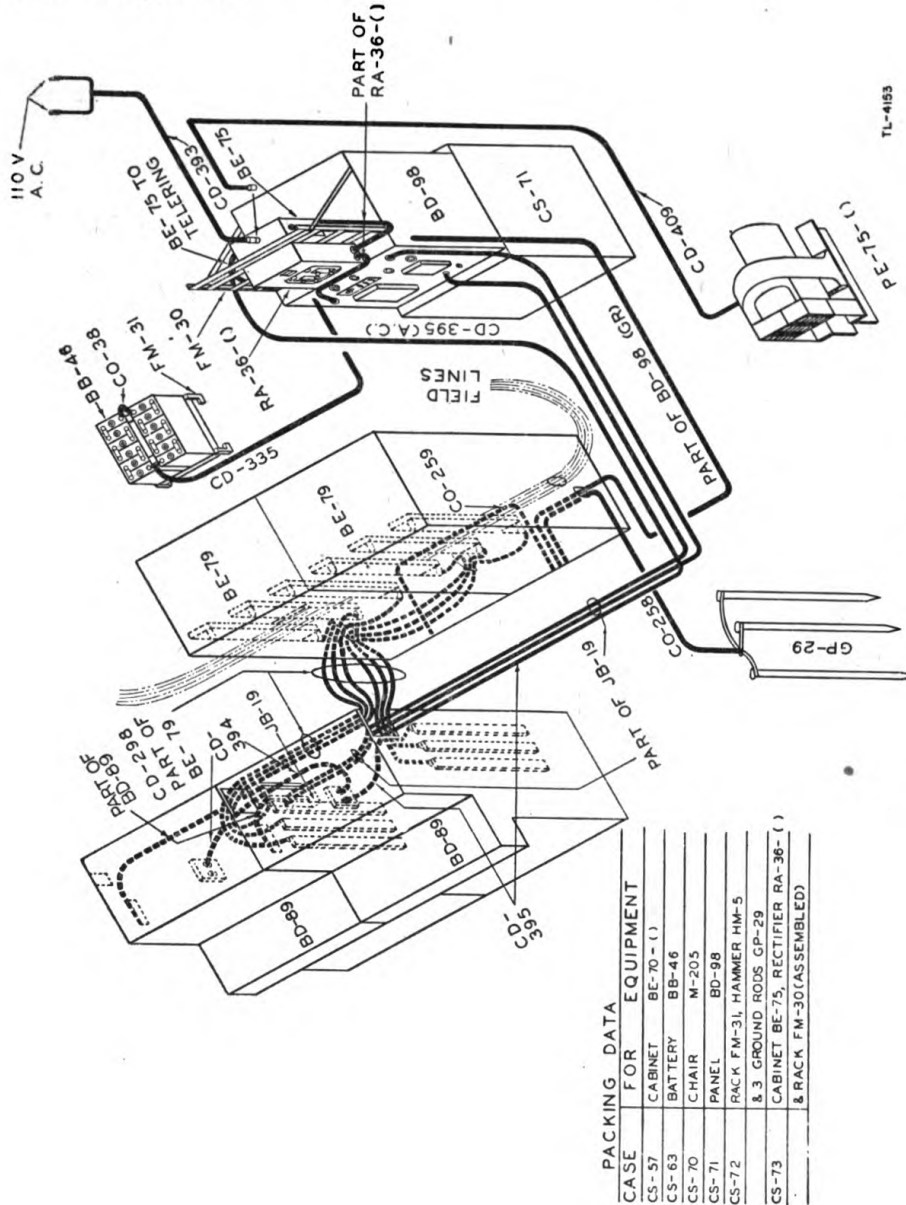 110 V
A. C.
BE-75 TO
TELERING
CD-393
BE-75
PART OF
RA-36-( )
BB-46
CO-38
FM-31
FM-30
RA-36-( )
CD-335
CD-395 (A.C.)
BD-98
CS-71
CD-409
PE-75-( )
FIELD
LINES
BE-79
BE-79
CO-259
PART OF BD-98 (GR)
CO-258
PART OF JB-19
GP-29
PART OF
BD-89
CD-298
PART OF
BE-79
CD-
394
JB-19
BD-89
BD-89
CD-
395
TL-4153
PACKING DATA
CASE FOR EQUIPMENT
CS-57 CABINET BE-70-( )
CS-63 BATTERY BB-46
CS-70 CHAIR M-205
CS-71 PANEL BD-98
CS-72 RACK FM-31, HAMMER HM-5
& 3 GROUND RODS GP-29
CS-73 CABINET BE-75, RECTIFIER RA-36-( )
& RACK FM-30 (ASSEMBLED)